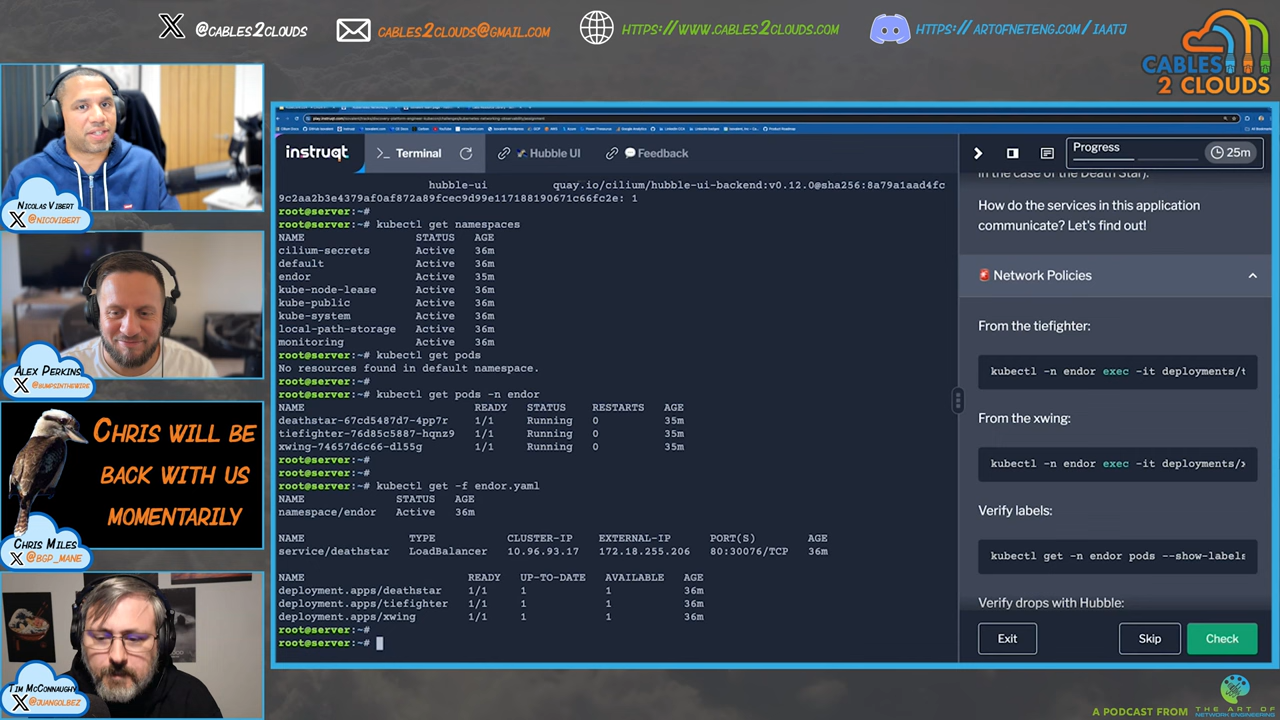 @CABLES2CLOUDS
CABLES2CLOUDS@GMAIL.COM
HTTPS://WWW.CABLES2CLOUDS.COM
HTTPS://ARTOFNETENG.COM/IAATJ
CABLES
2 CLOUDS
NICOLAS VIBERT
@NICOVIBERT
ALEX PERKINS
@BUMPSINTHEWIRE
CHRIS WILL BE
BACK WITH US
MOMENTARILY
CHRIS MILES
@BGP_MANE
TIM MCCONNAUGHY
@JUANGOLBEZ
instruqt
>_ Terminal
Hubble UI
Feedback
hubble-ui quay.io/cilium/hubble-ui-backend:v0.12.0@sha256:8a79a1aad4fc
9c2aa2b3e4379af0af872a89fcec9d99e117188190671c66fc2e: 1
root@server:~#
root@server:~# kubectl get namespaces
NAME STATUS AGE
cilium-secrets Active 36m
default Active 36m
endor Active 35m
kube-node-lease Active 36m
kube-public Active 36m
kube-system Active 36m
local-path-storage Active 36m
monitoring Active 36m
root@server:~# kubectl get pods
No resources found in default namespace.
root@server:~#
root@server:~# kubectl get pods -n endor
NAME READY STATUS RESTARTS AGE
deathstar-67cd5487d7-4pp7r 1/1 Running 0 35m
tiefighter-76d85c5887-hqnz9 1/1 Running 0 35m
xwing-74657d6c66-dl55g 1/1 Running 0 35m
root@server:~#
root@server:~#
root@server:~# kubectl get -f endor.yaml
NAME STATUS AGE
namespace/endor Active 36m
NAME TYPE CLUSTER-IP EXTERNAL-IP PORT(S) AGE
service/deathstar LoadBalancer 10.96.93.17 172.18.255.206 80:30076/TCP 36m
NAME READY UP-TO-DATE AVAILABLE AGE
deployment.apps/deathstar 1/1 1 1 36m
deployment.apps/tiefighter 1/1 1 1 36m
deployment.apps/xwing 1/1 1 1 36m
root@server:~#
root@server:~#
Progress
25m
in the case of the Death Star).
How do the services in this application
communicate? Let's find out!
Network Policies
From the tiefighter:
kubectl -n endor exec -it deployments/t
From the xwing:
kubectl -n endor exec -it deployments/x
Verify labels:
kubectl get -n endor pods --show-labels
Verify drops with Hubble:
Exit
Skip
Check
A PODCAST FROM
THE ART OF
NETWORK ENGINEERING